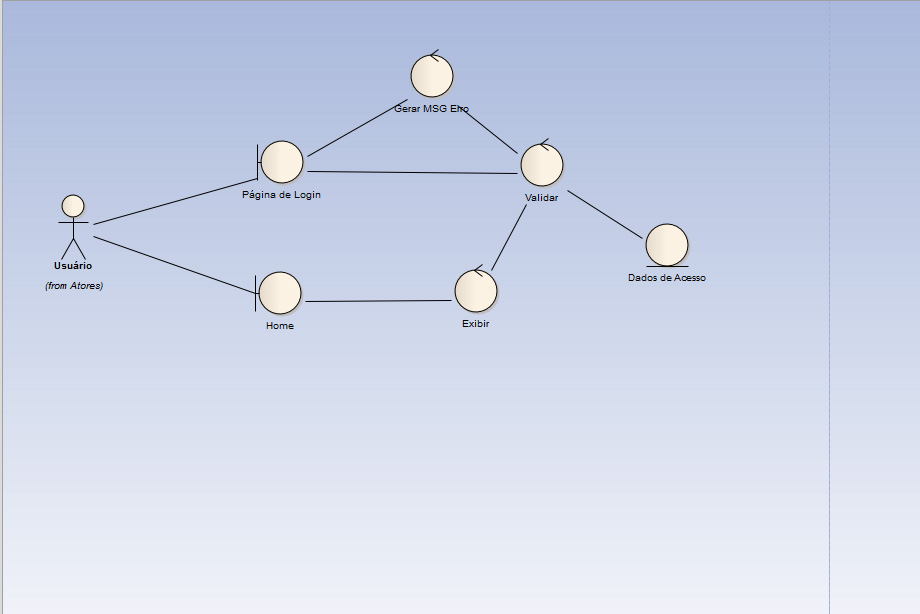 Gerar MSG Erro
Página de Login
Validar
Usuário
(from Atores)
Dados de Acesso
Home
Exibir